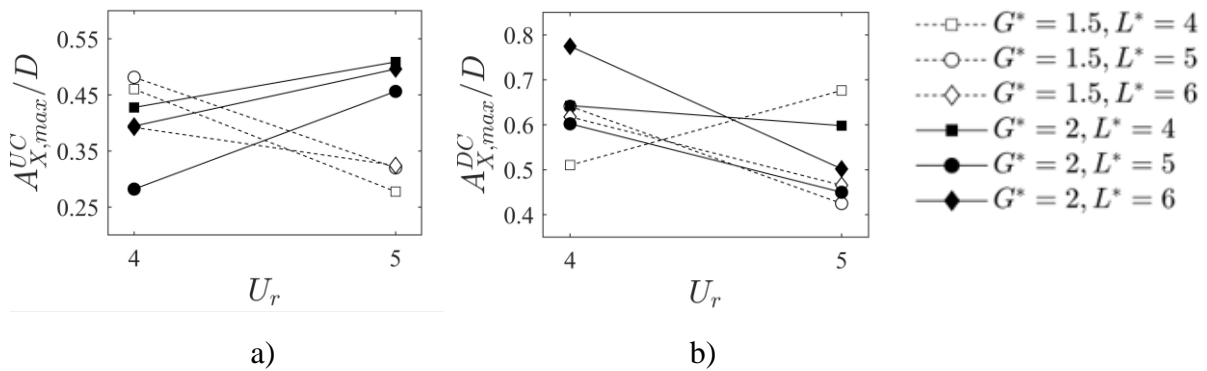 A^{UC}_{X,max}/D
0.55
0.45
0.35
0.25
4
5
U_r
a)
A^{DC}_{X,max}/D
0.8
0.7
0.6
0.5
0.4
4
5
U_r
b)
G* = 1.5, L* = 4
G* = 1.5, L* = 5
G* = 1.5, L* = 6
G* = 2, L* = 4
G* = 2, L* = 5
G* = 2, L* = 6